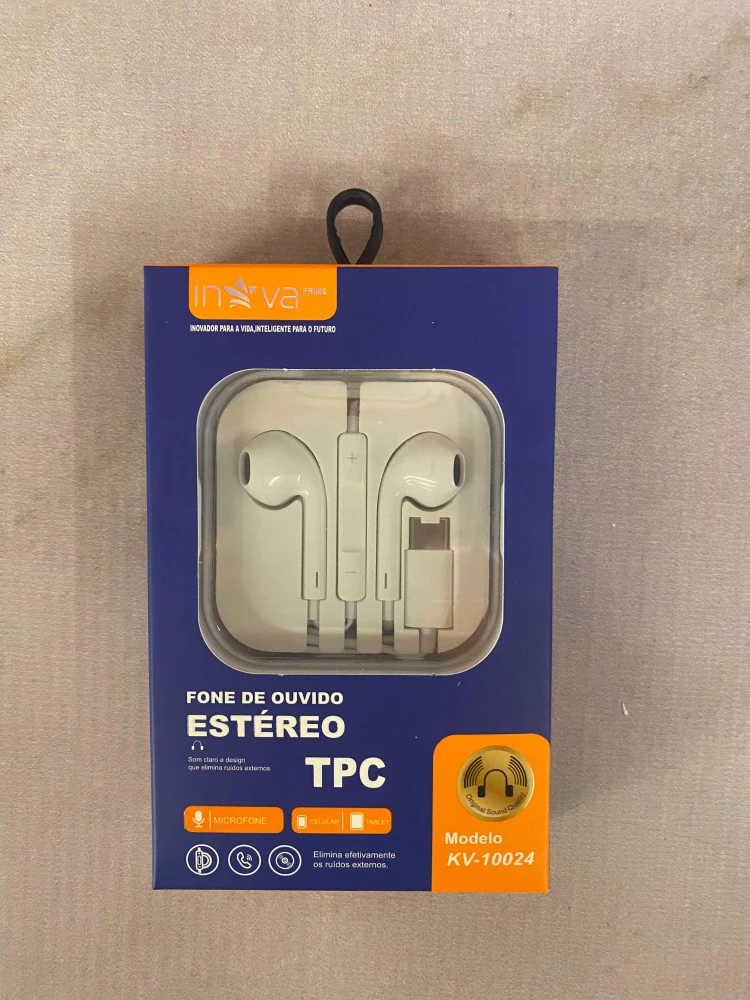 inova PRIME
INOVADOR PARA A VIDA,INTELIGENTE PARA O FUTURO
+
−
FONE DE OUVIDO
ESTÉREO
Som claro e design
que elimina ruídos externos
TPC
MICROFONE
CELULAR
TABLET
Elimina efetivamente
os ruídos externos.
Original Sound Quality
Modelo
KV-10024